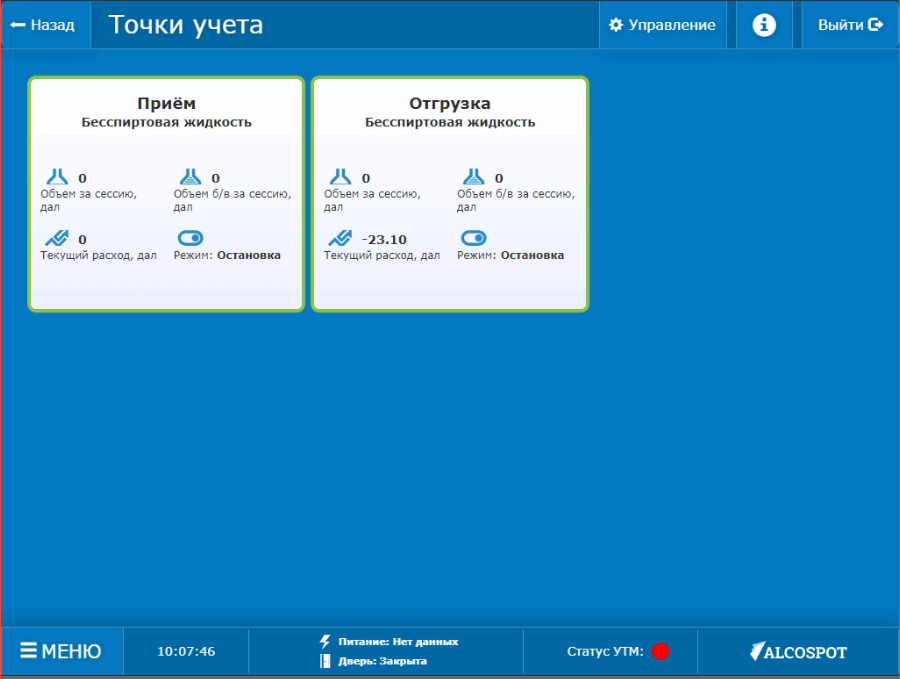 Назад
Точки учета
Управление
Выйти
Приём
Бесспиртовая жидкость
0
Объем за сессию,
дал
0
Объем б/в за сессию,
дал
0
Текущий расход, дал
Режим: Остановка
Отгрузка
Бесспиртовая жидкость
0
Объем за сессию,
дал
0
Объем б/в за сессию,
дал
-23.10
Текущий расход, дал
Режим: Остановка
МЕНЮ
10:07:46
Питание: Нет данных
Дверь: Закрыта
Статус УТМ:
ALCOSPOT